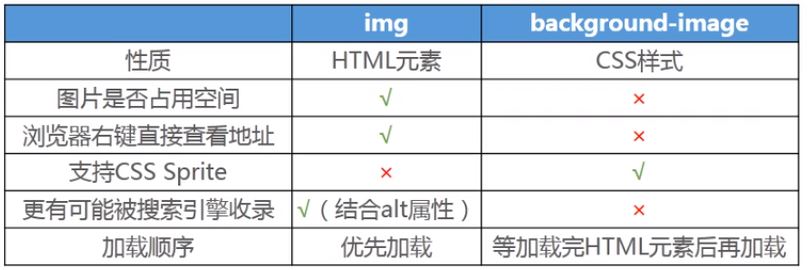 img background-image
性质 HTML元素 CSS样式
图片是否占用空间 √ ×
浏览器右键直接查看地址 √ ×
支持CSS Sprite × √
更有可能被搜索引擎收录 √（结合alt属性） ×
加载顺序 优先加载 等加载完HTML元素后再加载